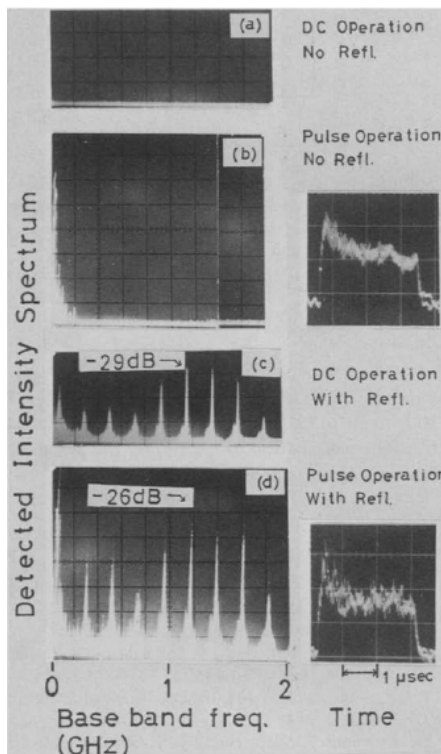 Detected Intensity Spectrum
(a)
DC Operation
No Refl.
(b)
Pulse Operation
No Refl.
-29dB→
(c)
DC Operation
With Refl.
-26dB→
(d)
Pulse Operation
With Refl.
0
1
2
Base band freq.
(GHz)
1 μsec
Time